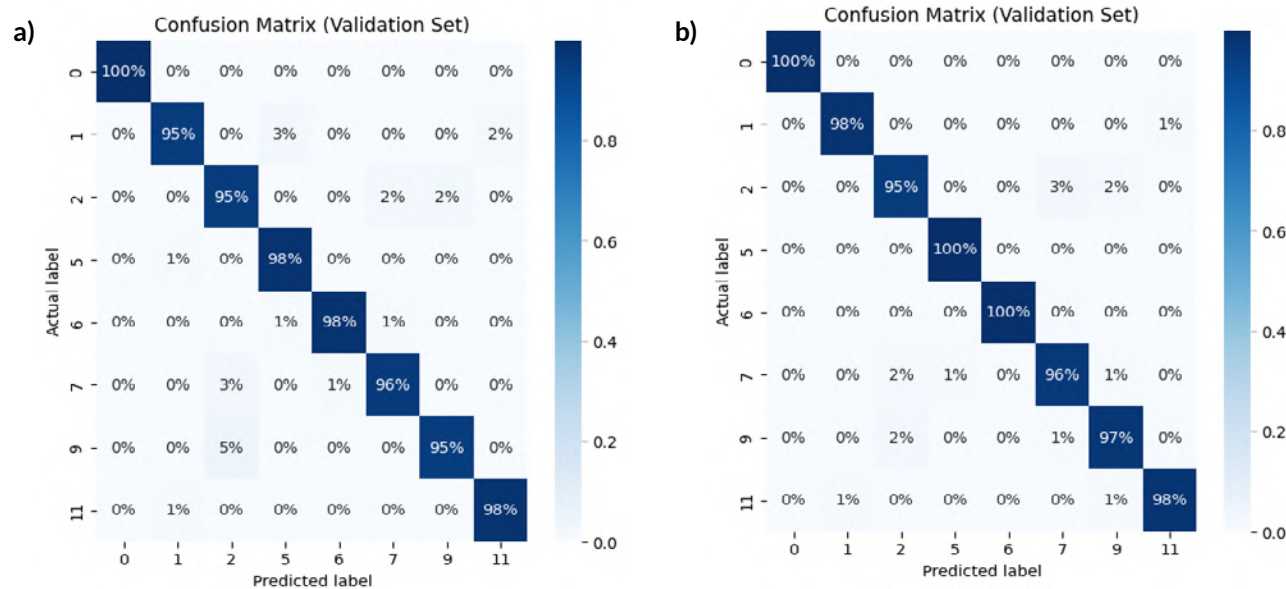 a)
Confusion Matrix (Validation Set)
0 100% 0% 0% 0% 0% 0% 0% 0%
1 0% 95% 0% 3% 0% 0% 0% 2%
2 0% 0% 95% 0% 0% 2% 2% 0%
5 0% 1% 0% 98% 0% 0% 0% 0%
6 0% 0% 0% 1% 98% 1% 0% 0%
7 0% 0% 3% 0% 1% 96% 0% 0%
9 0% 0% 5% 0% 0% 0% 95% 0%
11 0% 1% 0% 0% 0% 0% 0% 98%
Actual label
0 1 2 5 6 7 9 11
Predicted label
0.8
0.6
0.4
0.2
0.0
b)
Confusion Matrix (Validation Set)
0 100% 0% 0% 0% 0% 0% 0% 0%
1 0% 98% 0% 0% 0% 0% 0% 1%
2 0% 0% 95% 0% 0% 3% 2% 0%
5 0% 0% 0% 100% 0% 0% 0% 0%
6 0% 0% 0% 0% 100% 0% 0% 0%
7 0% 0% 2% 1% 0% 96% 1% 0%
9 0% 0% 2% 0% 0% 1% 97% 0%
11 0% 1% 0% 0% 0% 0% 1% 98%
Actual label
0 1 2 5 6 7 9 11
Predicted label
0.8
0.6
0.4
0.2
0.0